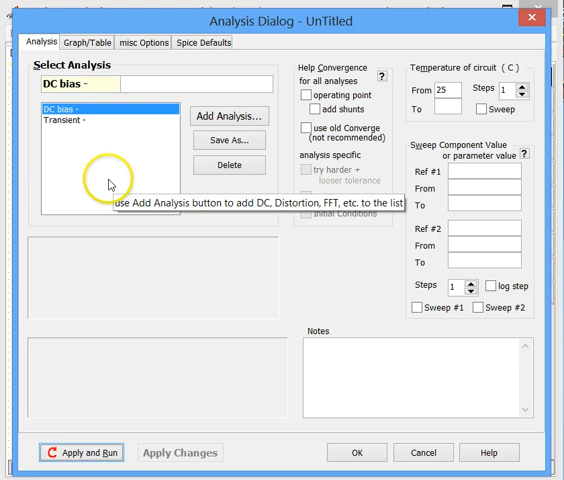 Analysis Dialog - UnTitled
Analysis
Graph/Table
misc Options
Spice Defaults
Select Analysis
DC bias -
DC bias -
Transient -
Add Analysis...
Save As...
Delete
use Add Analysis button to add DC, Distortion, FFT, etc. to the list
Help Convergence
for all analyses
?
operating point
add shunts
use old Converge
(not recommended)
analysis specific
try harder +
looser tolerance
Initial Conditions
Temperature of circuit ( C )
From 25
Steps 1
To
Sweep
Sweep Component Value
or parameter value
?
Ref #1
From
To
Ref #2
From
To
Steps 1
log step
Sweep #1
Sweep #2
Notes
Apply and Run
Apply Changes
OK
Cancel
Help